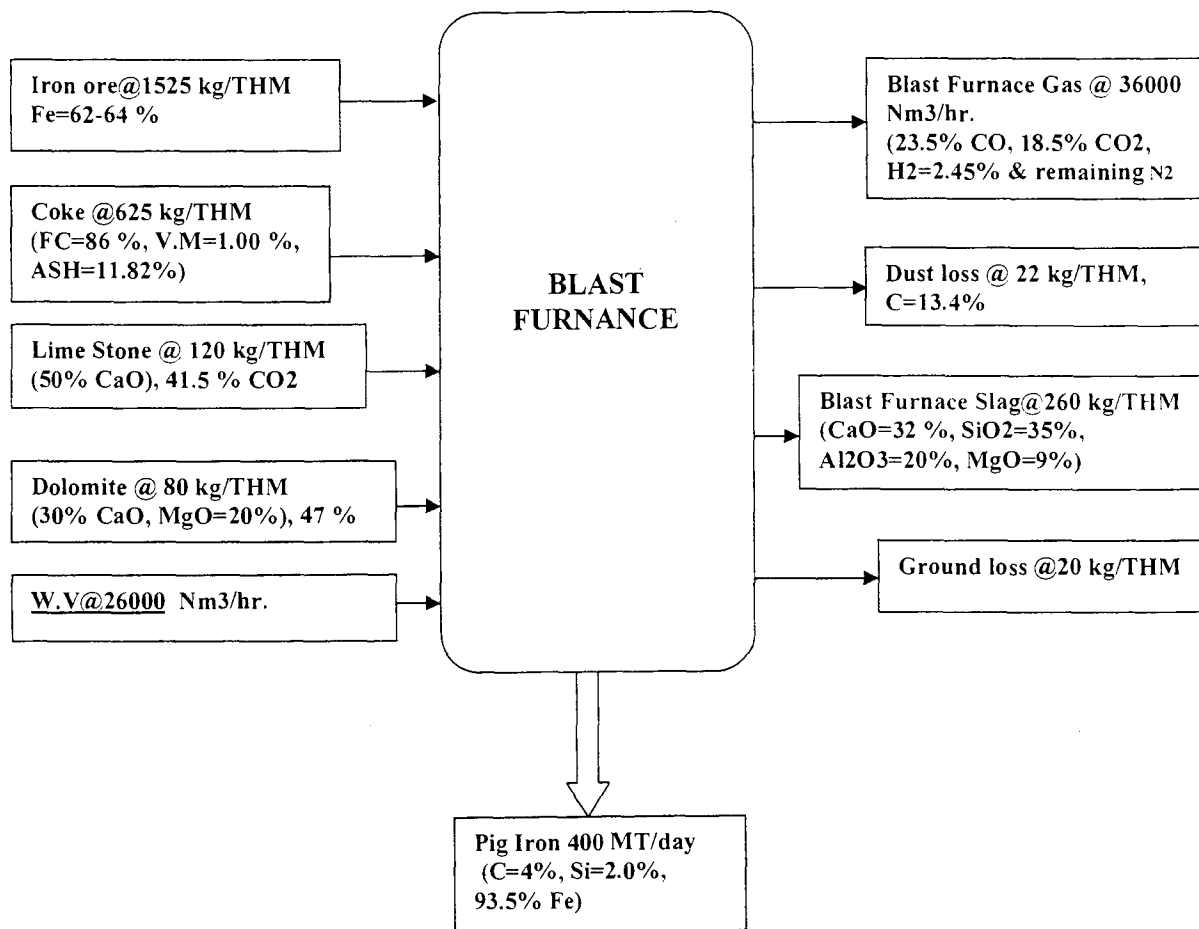 Iron ore@1525 kg/THM
Fe=62-64 %
Coke @625 kg/THM
(FC=86 %, V.M=1.00 %,
ASH=11.82%)
Lime Stone @ 120 kg/THM
(50% CaO), 41.5 % CO2
Dolomite @ 80 kg/THM
(30% CaO, MgO=20%), 47 %
W.V@26000 Nm3/hr.
BLAST
FURNANCE
Blast Furnace Gas @ 36000
Nm3/hr.
(23.5% CO, 18.5% CO2,
H2=2.45% & remaining N2
Dust loss @ 22 kg/THM,
C=13.4%
Blast Furnace Slag@260 kg/THM
(CaO=32 %, SiO2=35%,
Al2O3=20%, MgO=9%)
Ground loss @20 kg/THM
Pig Iron 400 MT/day
(C=4%, Si=2.0%,
93.5% Fe)